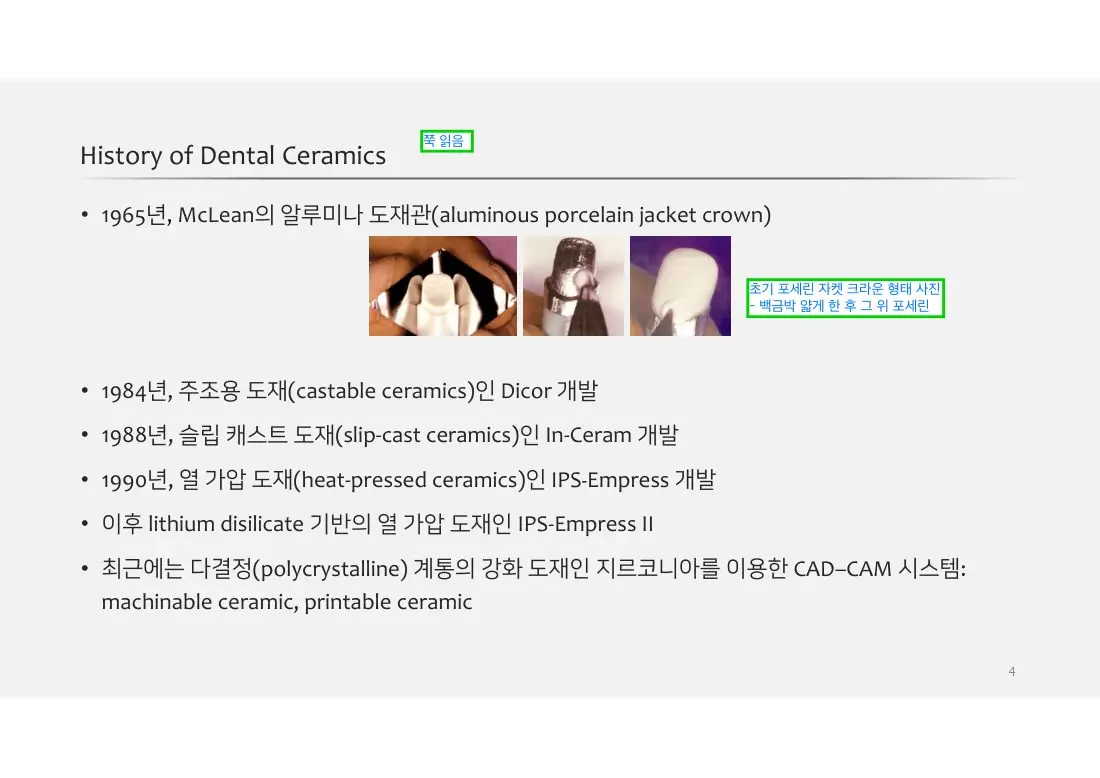 History of Dental Ceramics
쭉 읽음
• 1965년, McLean의 알루미나 도재관(aluminous porcelain jacket crown)
초기 포세린 자켓 크라운 형태 사진
- 백금박 얇게 한 후 그 위 포세린
• 1984년, 주조용 도재(castable ceramics)인 Dicor 개발
• 1988년, 슬립 캐스트 도재(slip-cast ceramics)인 In-Ceram 개발
• 1990년, 열 가압 도재(heat-pressed ceramics)인 IPS-Empress 개발
• 이후 lithium disilicate 기반의 열 가압 도재인 IPS-Empress II
• 최근에는 다결정(polycrystalline) 계통의 강화 도재인 지르코니아를 이용한 CAD–CAM 시스템:
machinable ceramic, printable ceramic
4